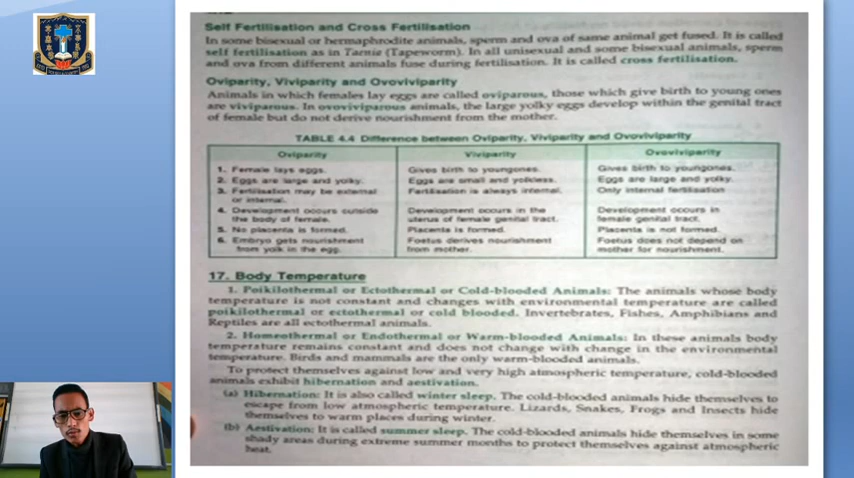 Self Fertilisation and Cross Fertilisation
In some bisexual or hermaphrodite animals, sperm and ova of same animal get fused. It is called
self fertilisation as in Tarnie (Tapeworm). In all unisexual and some bisexual animals, sperm
and ova from different animals fuse during fertilisation. It is called cross fertilisation.
Oviparity, Viviparity and Ovoviviparity
Animals in which females lay eggs are called oviparous, those which give birth to young ones
are viviparous. In ovoviviparous animals, the large yolky eggs develop within the genital tract
of female but do not derive nourishment from the mother.
TABLE 4.4 Difference between Oviparity, Viviparity and Ovoviviparity
Oviparity Viviparity Ovoviviparity
1. Female lays eggs. Gives birth to youngones. Gives birth to youngones.
2. Eggs are large and yolky. Eggs are small and yolkless. Eggs are large and yolky.
3. Fertilisation may be external Fertilisation is always internal. Only internal fertilisation
or internal.
4. Development occurs outside Development occurs in the Development occurs in
the body of female. uterus of female genital tract. female genital tract.
5. No placenta is formed. Placenta is formed. Placenta is not formed.
6. Embryo gets nourishment Foetus derives nourishment Foetus does not depend on
from yolk in the egg. from mother. mother for nourishment.
17. Body Temperature
1. Poikilothermal or Ectothermal or Cold-blooded Animals: The animals whose body
temperature is not constant and changes with environmental temperature are called
poikilothermal or ectothermal or cold blooded. Invertebrates, Fishes, Amphibians and
Reptiles are all ectothermal animals.
2. Homeothermal or Endothermal or Warm-blooded Animals: In these animals body
temperature remains constant and does not change with change in the environmental
temperature. Birds and mammals are the only warm-blooded animals.
To protect themselves against low and very high atmospheric temperature, cold-blooded
animals exhibit hibernation and aestivation.
(a) Hibernation: It is also called winter sleep. The cold-blooded animals hide themselves to
escape from low atmospheric temperature. Lizards, Snakes, Frogs and Insects hide
themselves to warm places during winter.
(b) Aestivation: It is called summer sleep. The cold-blooded animals hide themselves in some
shady areas during extreme summer months to protect themselves against atmospheric
heat.